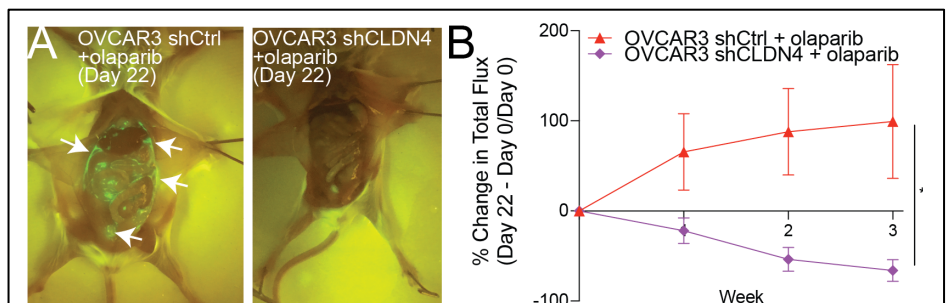 A
OVCAR3 shCtrl
+olaparib
(Day 22)
OVCAR3 shCLDN4
+olaparib
(Day 22)
B
% Change in Total Flux
(Day 22 - Day 0/Day 0)
200
100
0
-100
OVCAR3 shCtrl + olaparib
OVCAR3 shCLDN4 + olaparib
2
3
*
Week